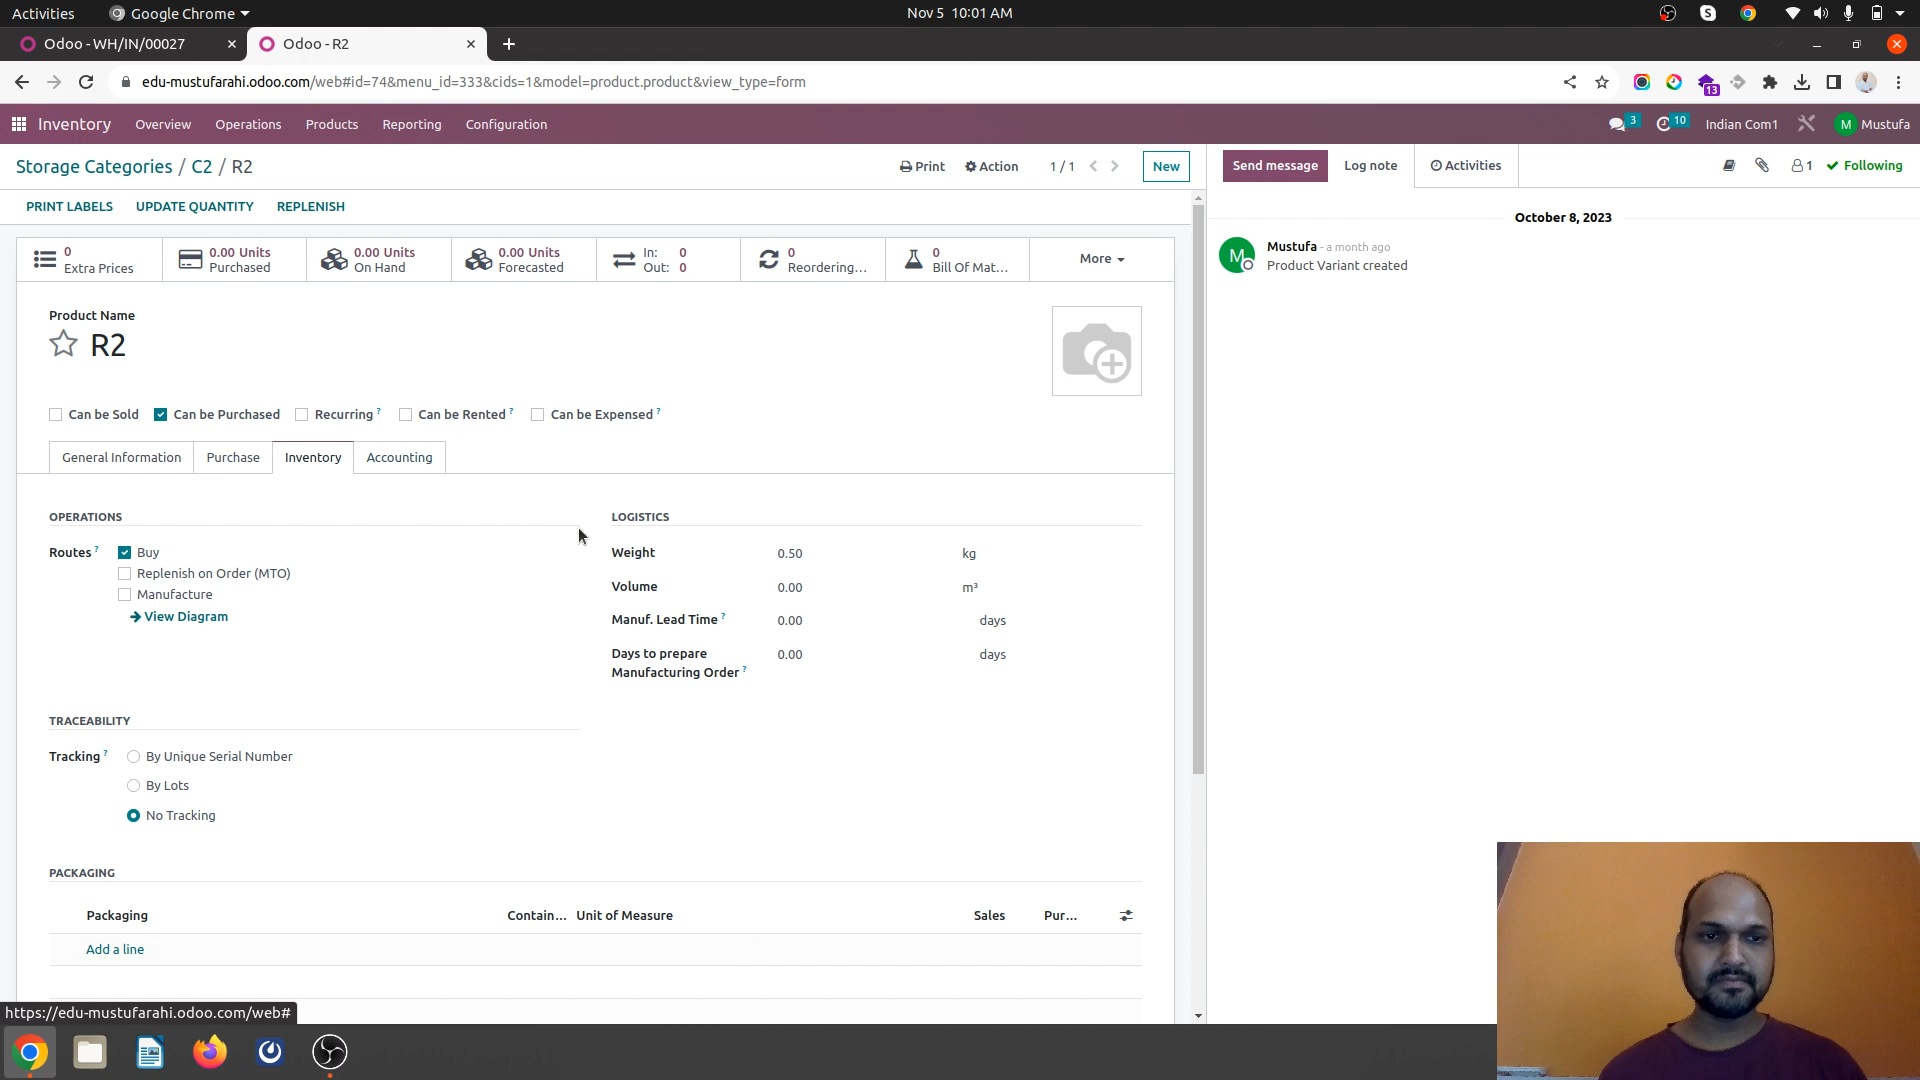 Activities
Google Chrome
Nov 5 10:01 AM
Odoo - WH/IN/00027
Odoo - R2
edu-mustufarahi.odoo.com/web#id=74&menu_id=333&cids=1&model=product.product&view_type=form
13
Inventory
Overview
Operations
Products
Reporting
Configuration
3
10
Indian Com1
M
Mustufa
Storage Categories / C2 / R2
Print
Action
1 / 1
New
Send message
Log note
Activities
1
Following
PRINT LABELS
UPDATE QUANTITY
REPLENISH
0
Extra Prices
0.00 Units
Purchased
0.00 Units
On Hand
0.00 Units
Forecasted
In: 0
Out: 0
0
Reordering...
0
Bill Of Mat...
More
October 8, 2023
M
Mustufa - a month ago
Product Variant created
Product Name
R2
Can be Sold
Can be Purchased
Recurring ?
Can be Rented ?
Can be Expensed ?
General Information
Purchase
Inventory
Accounting
OPERATIONS
Routes ?
Buy
Replenish on Order (MTO)
Manufacture
View Diagram
LOGISTICS
Weight 0.50 kg
Volume 0.00 m³
Manuf. Lead Time ? 0.00 days
Days to prepare 0.00 days
Manufacturing Order ?
TRACEABILITY
Tracking ?
By Unique Serial Number
By Lots
No Tracking
PACKAGING
Packaging
Contain...
Unit of Measure
Sales
Pur...
Add a line
https://edu-mustufarahi.odoo.com/web#